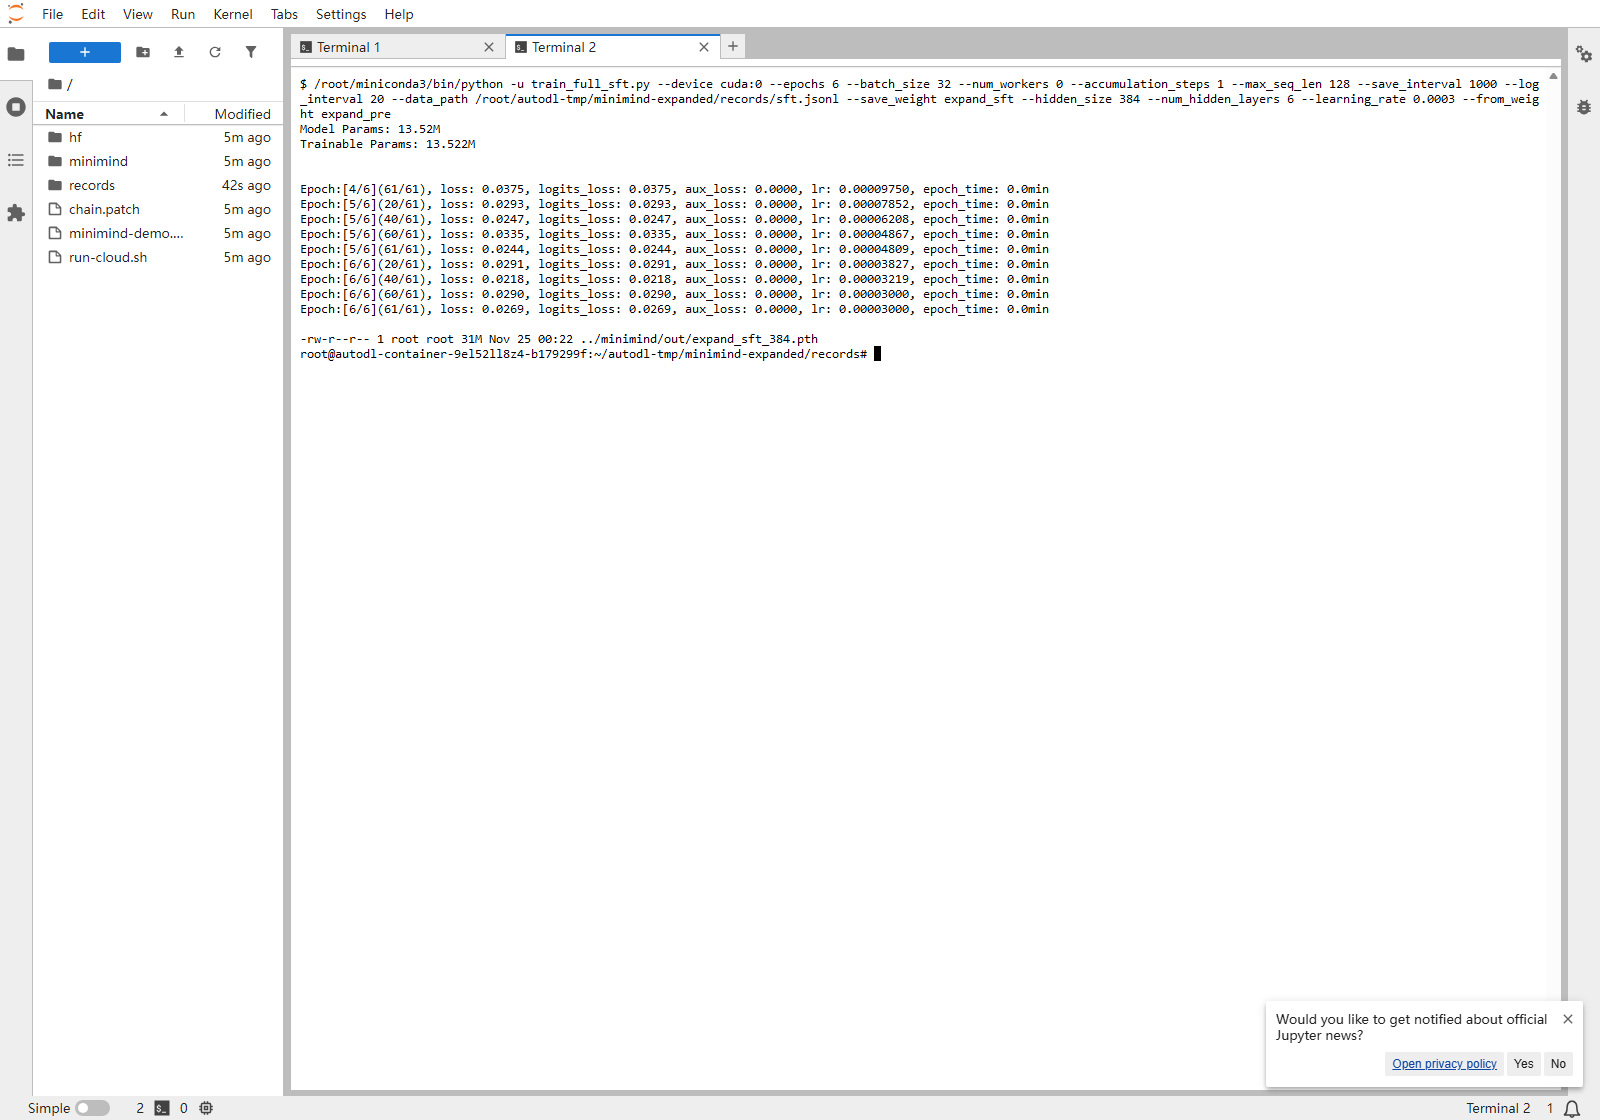 File Edit View Run Kernel Tabs Settings Help
+
/
Name Modified
hf 5m ago
minimind 5m ago
records 42s ago
chain.patch 5m ago
minimind-demo.... 5m ago
run-cloud.sh 5m ago
Terminal 1
Terminal 2
+
$ /root/miniconda3/bin/python -u train_full_sft.py --device cuda:0 --epochs 6 --batch_size 32 --num_workers 0 --accumulation_steps 1 --max_seq_len 128 --save_interval 1000 --log
_interval 20 --data_path /root/autodl-tmp/minimind-expanded/records/sft.jsonl --save_weight expand_sft --hidden_size 384 --num_hidden_layers 6 --learning_rate 0.0003 --from_weig
ht expand_pre
Model Params: 13.52M
Trainable Params: 13.522M
Epoch:[4/6](61/61), loss: 0.0375, logits_loss: 0.0375, aux_loss: 0.0000, lr: 0.00009750, epoch_time: 0.0min
Epoch:[5/6](20/61), loss: 0.0293, logits_loss: 0.0293, aux_loss: 0.0000, lr: 0.00007852, epoch_time: 0.0min
Epoch:[5/6](40/61), loss: 0.0247, logits_loss: 0.0247, aux_loss: 0.0000, lr: 0.00006208, epoch_time: 0.0min
Epoch:[5/6](60/61), loss: 0.0335, logits_loss: 0.0335, aux_loss: 0.0000, lr: 0.00004867, epoch_time: 0.0min
Epoch:[5/6](61/61), loss: 0.0244, logits_loss: 0.0244, aux_loss: 0.0000, lr: 0.00004809, epoch_time: 0.0min
Epoch:[6/6](20/61), loss: 0.0291, logits_loss: 0.0291, aux_loss: 0.0000, lr: 0.00003827, epoch_time: 0.0min
Epoch:[6/6](40/61), loss: 0.0218, logits_loss: 0.0218, aux_loss: 0.0000, lr: 0.00003219, epoch_time: 0.0min
Epoch:[6/6](60/61), loss: 0.0290, logits_loss: 0.0290, aux_loss: 0.0000, lr: 0.00003000, epoch_time: 0.0min
Epoch:[6/6](61/61), loss: 0.0269, logits_loss: 0.0269, aux_loss: 0.0000, lr: 0.00003000, epoch_time: 0.0min
-rw-r--r-- 1 root root 31M Nov 25 00:22 ../minimind/out/expand_sft_384.pth
root@autodl-container-9el52ll8z4-b179299f:~/autodl-tmp/minimind-expanded/records#
Would you like to get notified about official
Jupyter news?
Open privacy policy Yes No
Simple 2 0 Terminal 2 1